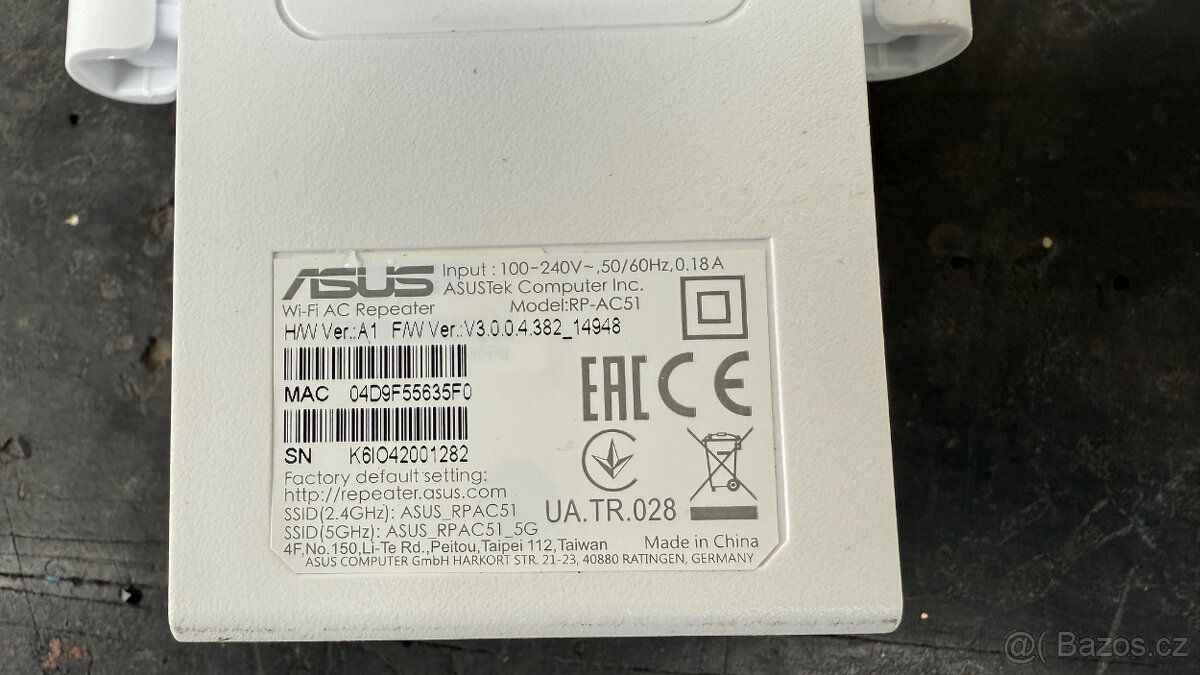 ASUS Input : 100-240V~,50/60Hz,0.18A
ASUSTek Computer Inc.
Wi-Fi AC Repeater Model:RP-AC51
H/W Ver.:A1 F/W Ver.:V3.0.0.4.382_14948
MAC 04D9F55635F0
SN K6IO42001282
EAC CE
Factory default setting:
http://repeater.asus.com
SSID(2.4GHz): ASUS_RPAC51
SSID(5GHz): ASUS_RPAC51_5G
UA.TR.028
4F,No.150,Li-Te Rd.,Peitou,Taipei 112,Taiwan Made in China
ASUS COMPUTER GmbH HARKORT STR. 21-23, 40880 RATINGEN, GERMANY
@( Bazos.cz